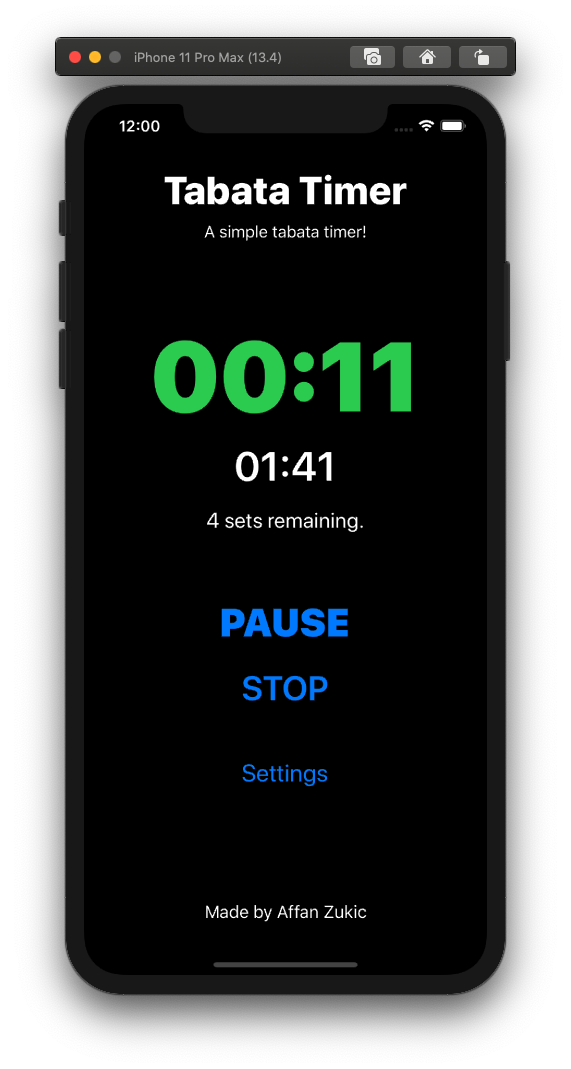 iPhone 11 Pro Max (13.4)
12:00
Tabata Timer
A simple tabata timer!
00:11
01:41
4 sets remaining.
PAUSE
STOP
Settings
Made by Affan Zukic